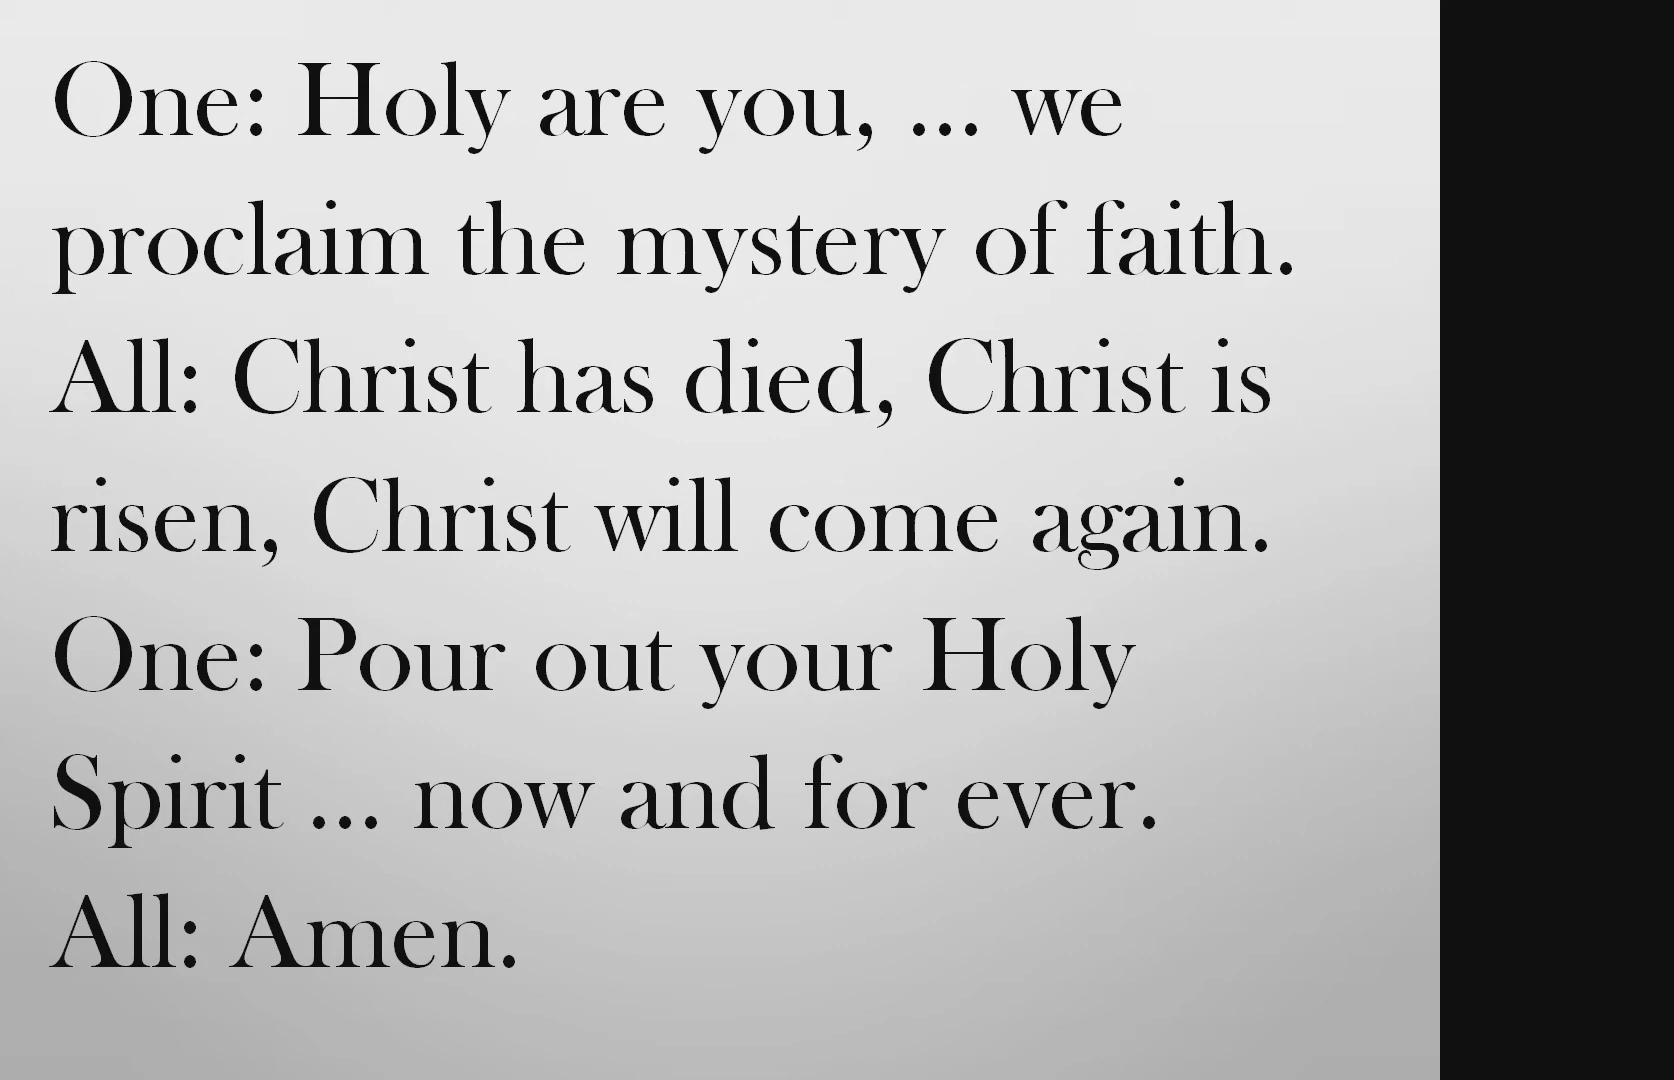 One: Holy are you, ... we
proclaim the mystery of faith.
All: Christ has died, Christ is
risen, Christ will come again.
One: Pour out your Holy
Spirit ... now and for ever.
All: Amen.